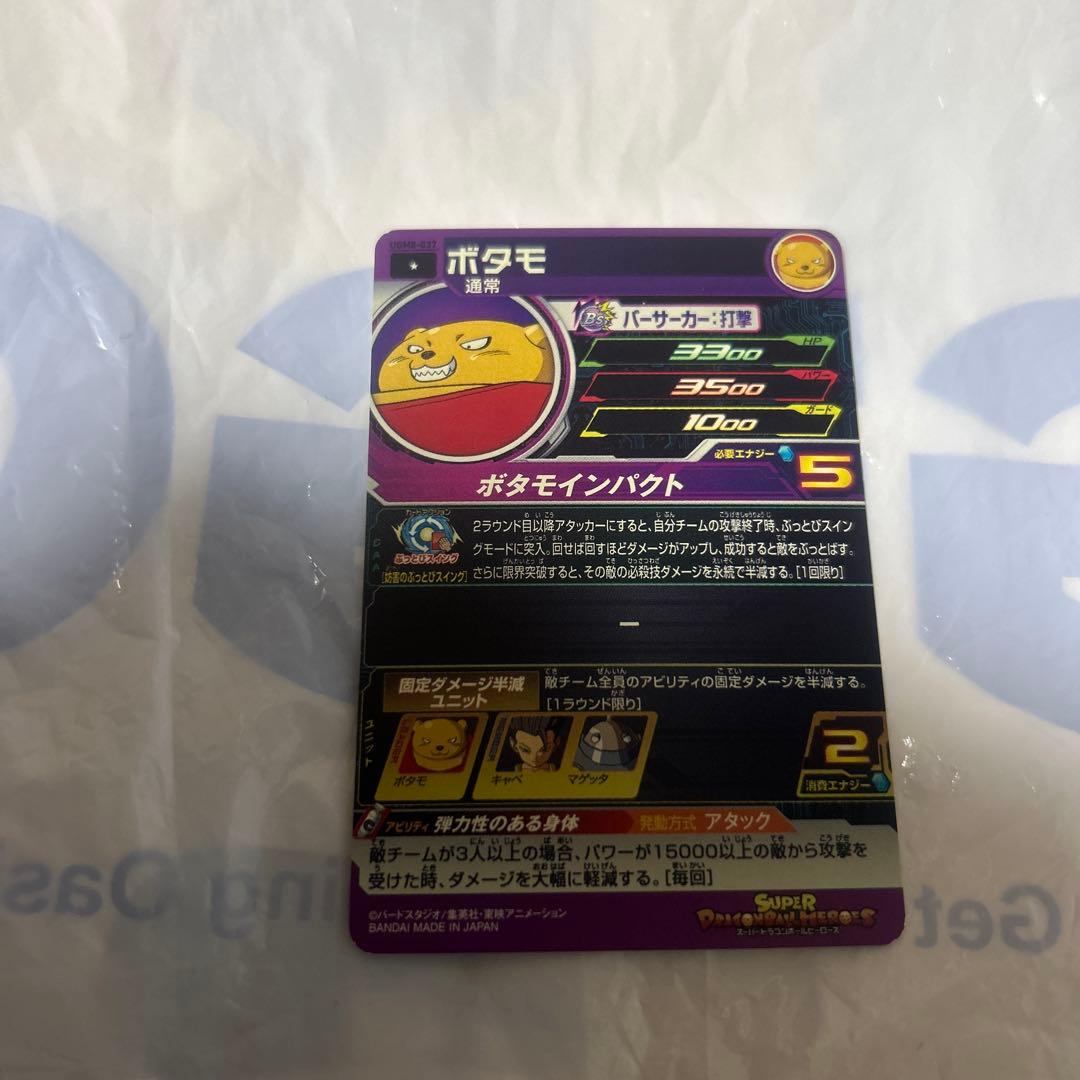 UGM8-037
ボタモ
通常
Bs バーサーカー:打撃
HP
3300
パワー
3500
ガード
1000
必要エナジー 5
ボタモインパクト
カードアクション
ぶっとびスイング
[妨害のぶっとびスイング]
CAA
2ラウンド目以降アタッカーにすると、自分チームの攻撃終了時、ぶっとびスイン
グモードに突入。回せば回すほどダメージがアップし、成功すると敵をぶっとばす。
さらに限界突破すると、その敵の必殺技ダメージを永続で半減する。[1回限り]
ー
ユニット
固定ダメージ半減
ユニット
敵チーム全員のアビリティの固定ダメージを半減する。
[1ラウンド限り]
ボタモ キャベ マゲッタ
2
消費エナジー
アビリティ 弾力性のある身体 発動方式 アタック
敵チームが3人以上の場合、パワーが15000以上の敵から攻撃を
受けた時、ダメージを大幅に軽減する。[毎回]
©バードスタジオ/集英社・東映アニメーション
BANDAI MADE IN JAPAN
SUPER
DRAGONBALL HEROES
スーパードラゴンボールヒーローズ
Get